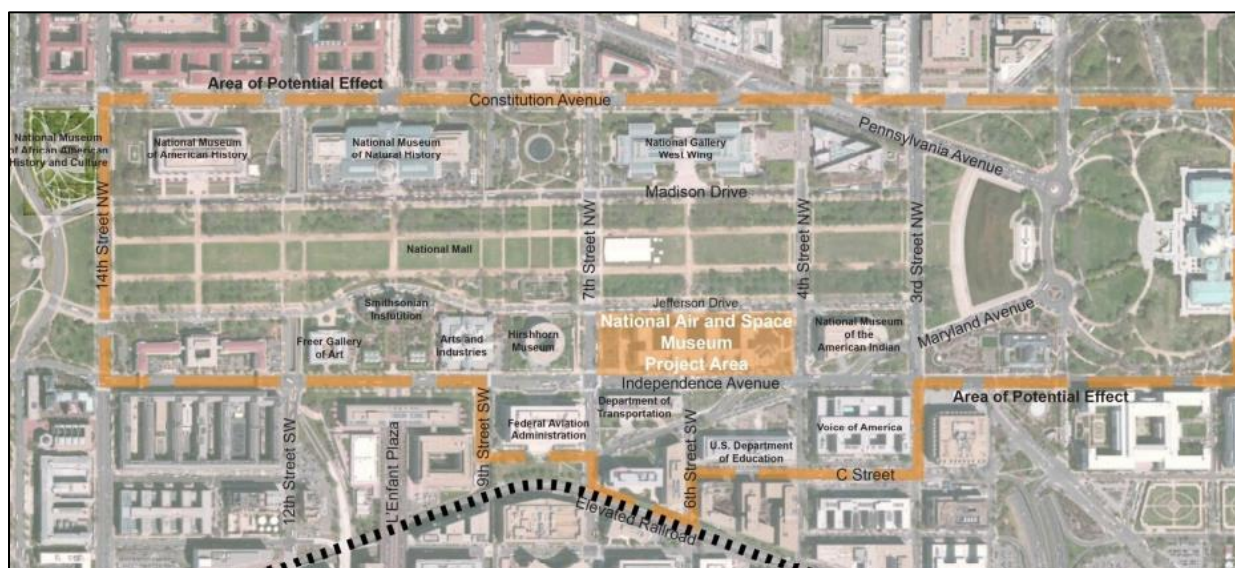 Area of Potential Effect
Constitution Avenue
National Museum
of African American
History and Culture
National Museum
of American History
National Museum
of Natural History
National Gallery
West Wing
Pennsylvania Avenue
Madison Drive
14th Street NW
National Mall
7th Street NW
4th Street NW
3rd Street NW
Smithsonian
Institution
Jefferson Drive
Freer Gallery
of Art
Arts and
Industries
Hirshhorn
Museum
National Air and Space
Museum
Project Area
National Museum
of the
American Indian
Maryland Avenue
Independence Avenue
Area of Potential Effect
12th Street SW
L'Enfant Plaza
9th Street SW
Federal Aviation
Administration
Department of
Transportation
6th Street SW
U.S. Department
of Education
Voice of America
C Street
Elevated Railroad